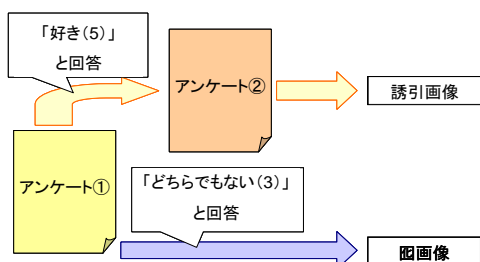 「好き(5)」
と回答
アンケート②
誘引画像
アンケート①
「どちらでもない(3)」
と回答
画像